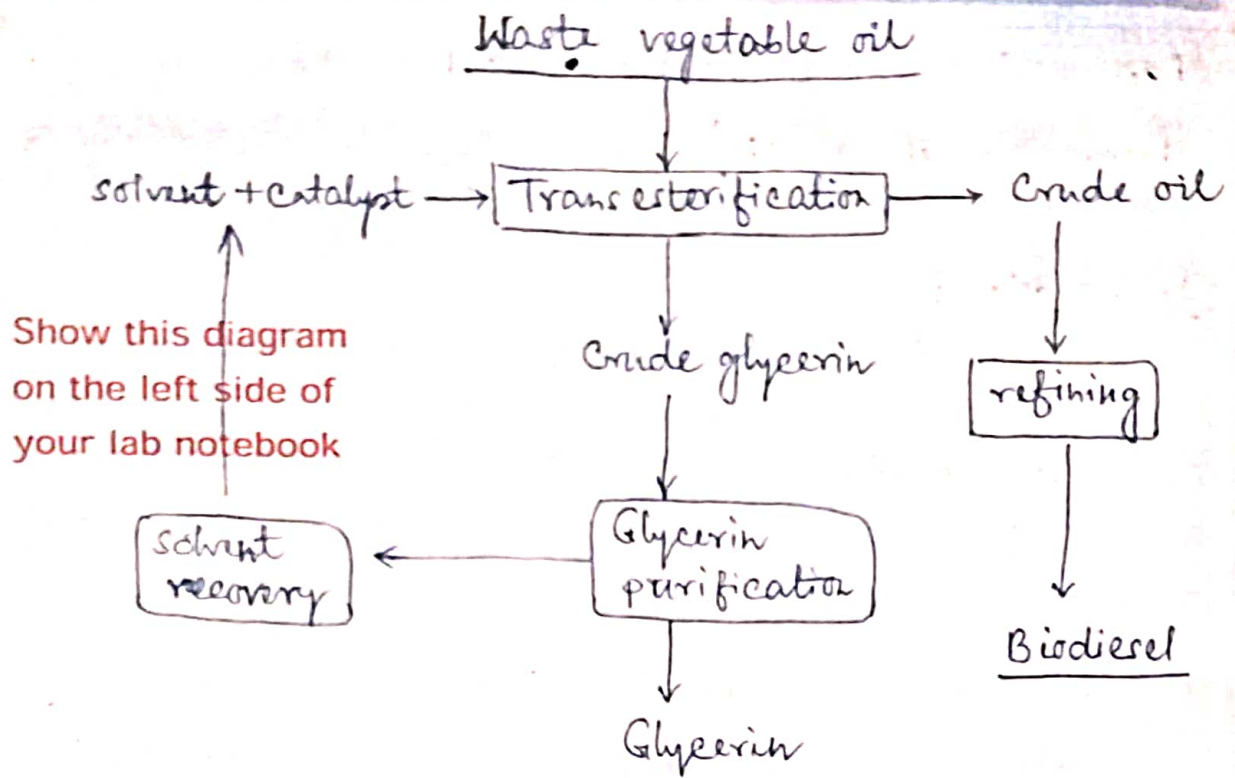 Waste vegetable oil
solvent + catalyst
Transesterification
Crude oil
Show this diagram
on the left side of
your lab notebook
Crude glycerin
refining
Solvent
recovery
Glycerin
purification
Biodiesel
Glycerin